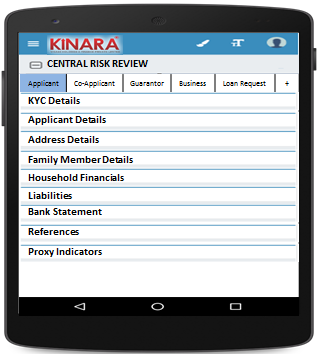 KINARA
CENTRAL RISK REVIEW
Applicant Co-Applicant Guarantor Business Loan Request +
KYC Details
Applicant Details
Address Details
Family Member Details
Household Financials
Liabilities
Bank Statement
References
Proxy Indicators